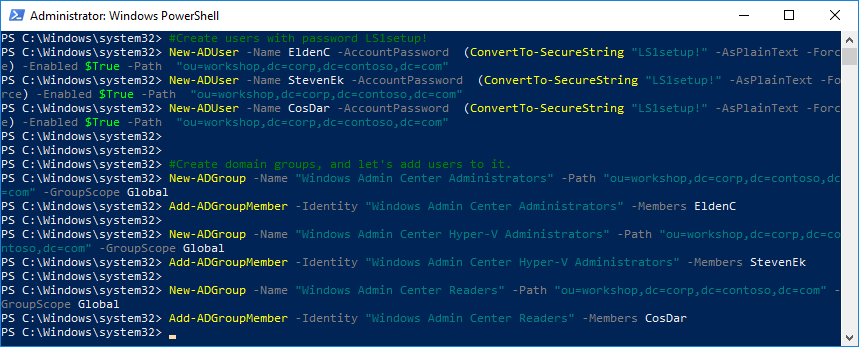 Administrator: Windows PowerShell
PS C:\Windows\system32> #Create users with password LS1setup!
PS C:\Windows\system32> New-ADUser -Name EldenC -AccountPassword  (ConvertTo-SecureString "LS1setup!" -AsPlainText -Forc
e) -Enabled $True -Path  "ou=workshop,dc=corp,dc=contoso,dc=com"
PS C:\Windows\system32> New-ADUser -Name StevenEk -AccountPassword  (ConvertTo-SecureString "LS1setup!" -AsPlainText -Fo
rce) -Enabled $True -Path  "ou=workshop,dc=corp,dc=contoso,dc=com"
PS C:\Windows\system32> New-ADUser -Name CosDar -AccountPassword  (ConvertTo-SecureString "LS1setup!" -AsPlainText -Forc
e) -Enabled $True -Path  "ou=workshop,dc=corp,dc=contoso,dc=com"
PS C:\Windows\system32>
PS C:\Windows\system32>
PS C:\Windows\system32> #Create domain groups, and let's add users to it.
PS C:\Windows\system32> New-ADGroup -Name "Windows Admin Center Administrators" -Path "ou=workshop,dc=corp,dc=contoso,dc
=com" -GroupScope Global
PS C:\Windows\system32> Add-ADGroupMember -Identity "Windows Admin Center Administrators" -Members EldenC
PS C:\Windows\system32>
PS C:\Windows\system32> New-ADGroup -Name "Windows Admin Center Hyper-V Administrators" -Path "ou=workshop,dc=corp,dc=co
ntoso,dc=com" -GroupScope Global
PS C:\Windows\system32> Add-ADGroupMember -Identity "Windows Admin Center Hyper-V Administrators" -Members StevenEk
PS C:\Windows\system32>
PS C:\Windows\system32> New-ADGroup -Name "Windows Admin Center Readers" -Path "ou=workshop,dc=corp,dc=contoso,dc=com" -
GroupScope Global
PS C:\Windows\system32> Add-ADGroupMember -Identity "Windows Admin Center Readers" -Members CosDar
PS C:\Windows\system32>